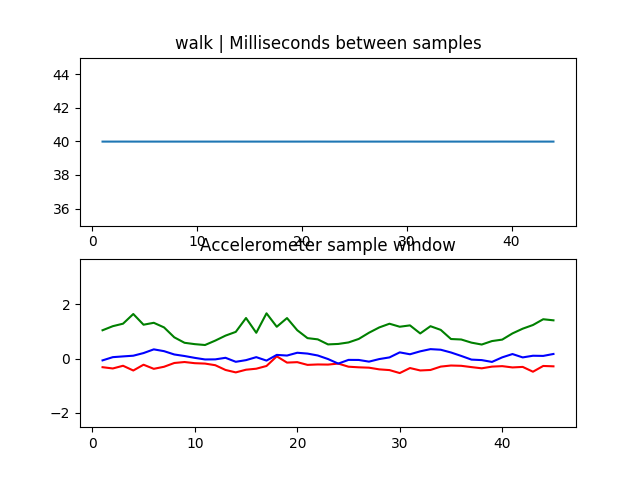 walk | Milliseconds between samples
44
42
40
38
36
0 10 20 30 40
Accelerometer sample window
2
0
−2
0 10 20 30 40